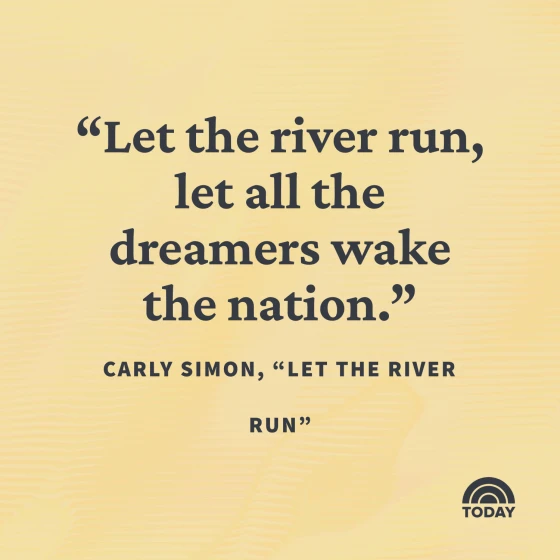 “Let the river run,
let all the
dreamers wake
the nation.”
CARLY SIMON, “LET THE RIVER
RUN”
TODAY